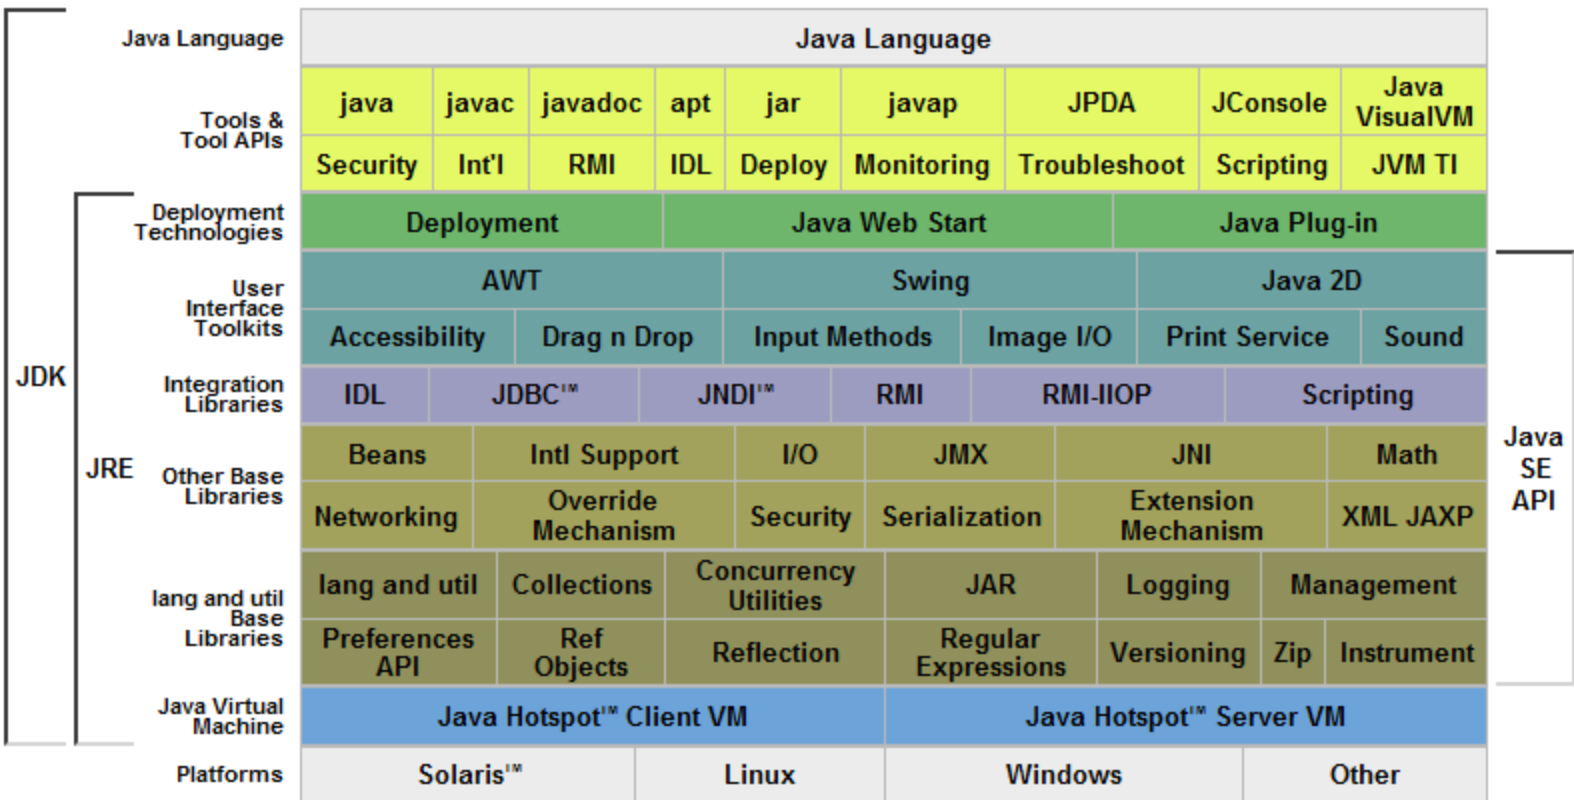 Java Language
Java Language
Tools &
Tool APIs
java javac javadoc apt jar javap JPDA JConsole Java VisualVM
Security Int'l RMI IDL Deploy Monitoring Troubleshoot Scripting JVM TI
Deployment
Technologies
Deployment Java Web Start Java Plug-in
User
Interface
Toolkits
AWT Swing Java 2D
Accessibility Drag n Drop Input Methods Image I/O Print Service Sound
Integration
Libraries
IDL JDBC™ JNDI™ RMI RMI-IIOP Scripting
Other Base
Libraries
Beans Intl Support I/O JMX JNI Math
Networking Override Mechanism Security Serialization Extension Mechanism XML JAXP
lang and util
Base
Libraries
lang and util Collections Concurrency Utilities JAR Logging Management
Preferences API Ref Objects Reflection Regular Expressions Versioning Zip Instrument
Java Virtual
Machine
Java Hotspot™ Client VM Java Hotspot™ Server VM
Platforms
Solaris™ Linux Windows Other
JDK
JRE
Java
SE
API